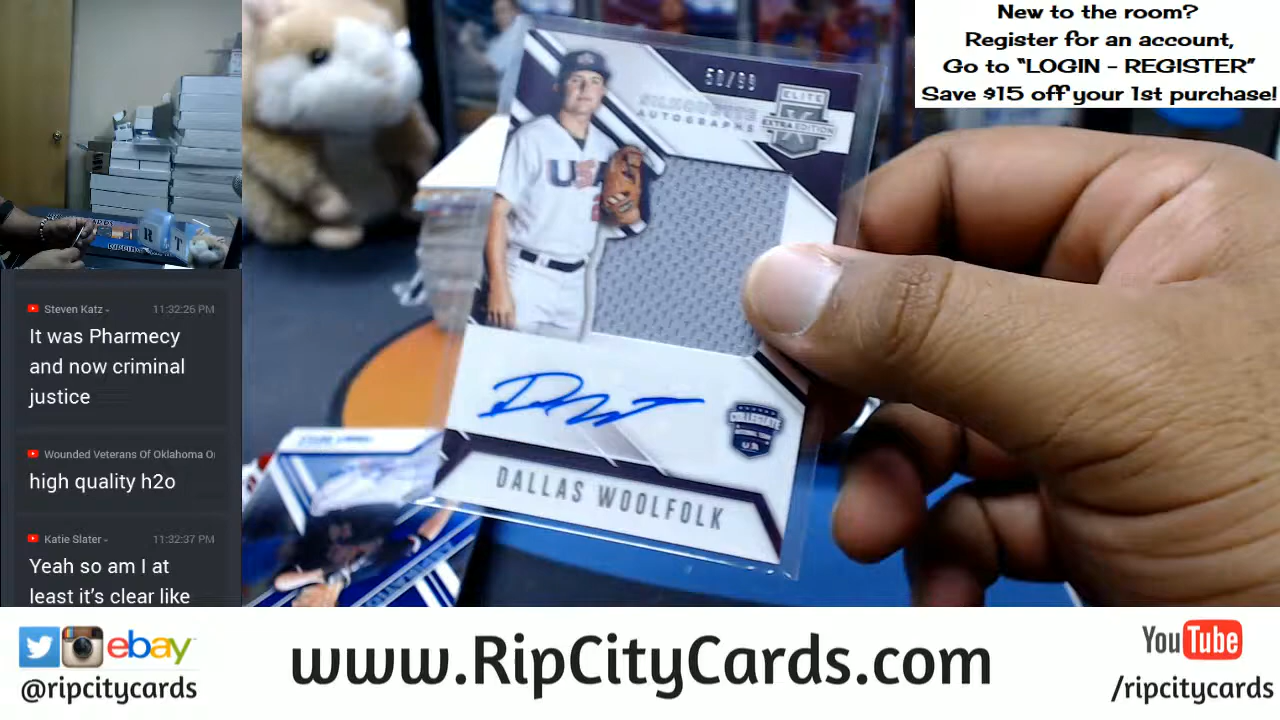 New to the room?
Register for an account,
Go to "LOGIN - REGISTER"
Save $15 off your 1st purchase!
SILHOUETTE
AUTOGRAPHS
ELITE
EXTRA EDITION
USA
DALLAS WOOLFOLK
R T
Steven Katz 11:32:26 PM
It was Pharmecy
and now criminal
justice
Wounded Veterans Of Oklahoma O
high quality h2o
Katie Slater 11:32:37 PM
Yeah so am I at
least it's clear like
ebay
@ripcitycards
www.RipCityCards.com
YouTube
/ripcitycards